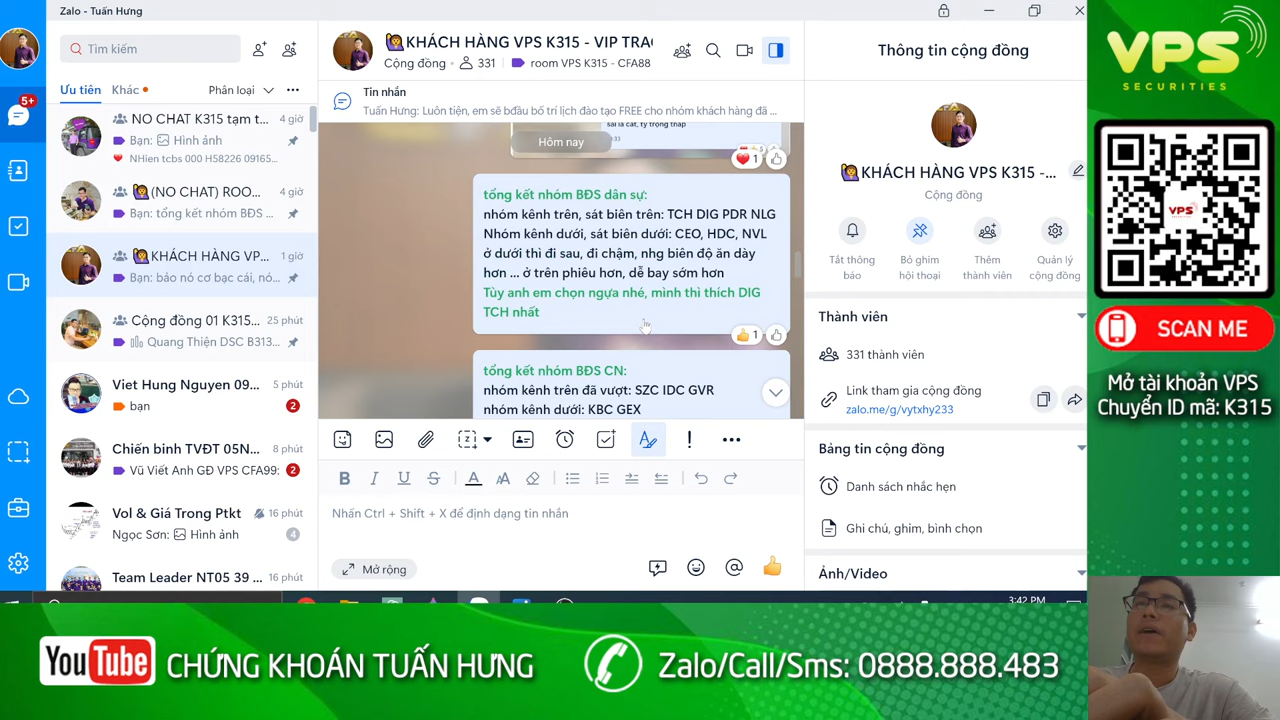 Zalo - Tuấn Hưng
Tìm kiếm
Ưu tiên
Khác
Phân loại
5+
NO CHAT K315 tạm t...
4 giờ
Bạn: Hình ảnh
NHien tcbs 000 H58226 09165...
(NO CHAT) ROO...
4 giờ
Bạn: tổng kết nhóm BĐS ...
KHÁCH HÀNG VP...
1 giờ
Bạn: bảo nó cơ bạc cái, nó...
Cộng đồng 01 K315...
25 phút
Quang Thiện DSC B313...
Viet Hung Nguyen 09...
5 phút
bạn
2
Chiến binh TVĐT 05N...
8 phút
Vũ Viết Anh GĐ VPS CFA99:
2
Vol & Giá Trong Ptkt
16 phút
Ngọc Sơn: Hình ảnh
4
Team Leader NT05 39 ...
16 phút
KHÁCH HÀNG VPS K315 - VIP TRA
Cộng đồng
331
room VPS K315 - CFA88
Tin nhắn
Tuấn Hưng: Luôn tiện, em sẽ bđầu bố trí lịch đào tạo FREE cho nhóm khách hàng đã ...
sai là cắt, tỷ trọng thấp
Hôm nay
1
tổng kết nhóm BĐS dân sự:
nhóm kênh trên, sát biên trên: TCH DIG PDR NLG
Nhóm kênh dưới, sát biên dưới: CEO, HDC, NVL
ở dưới thì đi sau, đi chậm, nhg biên độ ăn dày
hơn ... ở trên phiêu hơn, dễ bay sớm hơn
Tùy anh em chọn ngựa nhé, mình thì thích DIG
TCH nhất
1
tổng kết nhóm BĐS CN:
nhóm kênh trên đã vượt: SZC IDC GVR
nhóm kênh dưới: KBC GEX
B I U S A AA
Nhấn Ctrl + Shift + X để định dạng tin nhắn
Mở rộng
Thông tin cộng đồng
KHÁCH HÀNG VPS K315 -...
Cộng đồng
Tắt thông
báo
Bỏ ghim
hội thoại
Thêm
thành viên
Quản lý
cộng đồng
Thành viên
331 thành viên
Link tham gia cộng đồng
zalo.me/g/vytxhy233
Bảng tin cộng đồng
Danh sách nhắc hẹn
Ghi chú, ghim, bình chọn
Ảnh/Video
3:42 PM
VPS
SECURITIES
VPS
SCAN ME
Mở tài khoản VPS
Chuyển ID mã: K315
YouTube
CHỨNG KHOÁN TUẤN HƯNG
Zalo/Call/Sms: 0888.888.483